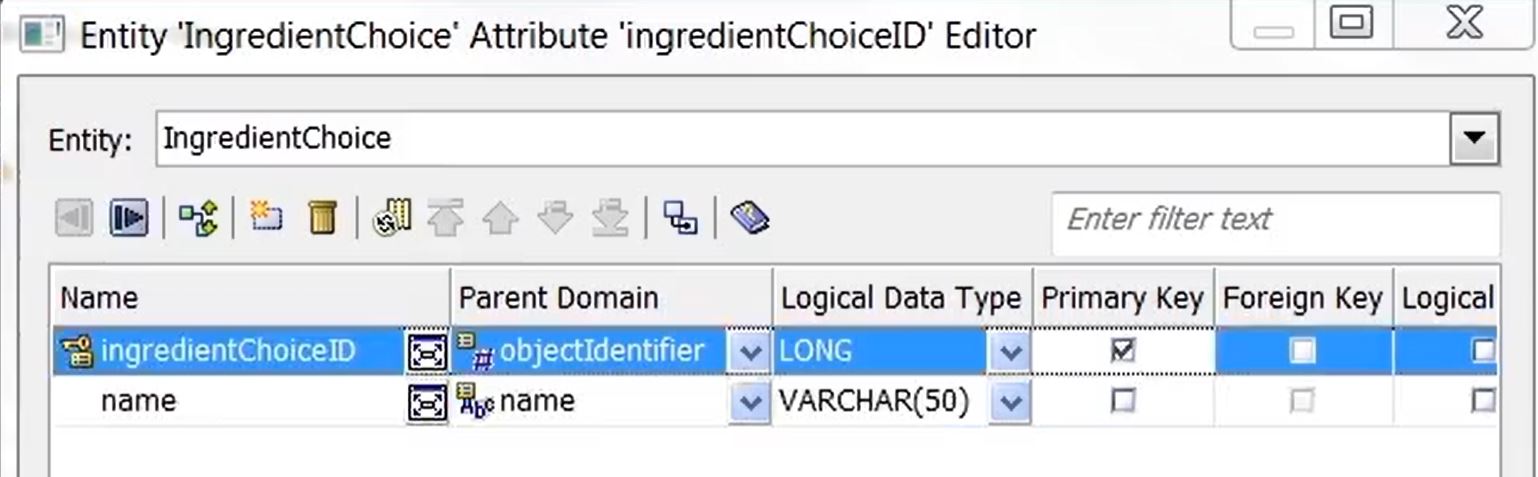 Entity 'IngredientChoice' Attribute 'ingredientChoiceID' Editor
Entity: IngredientChoice
Enter filter text
Name Parent Domain Logical Data Type Primary Key Foreign Key Logical
ingredientChoiceID objectIdentifier LONG
name name VARCHAR(50)